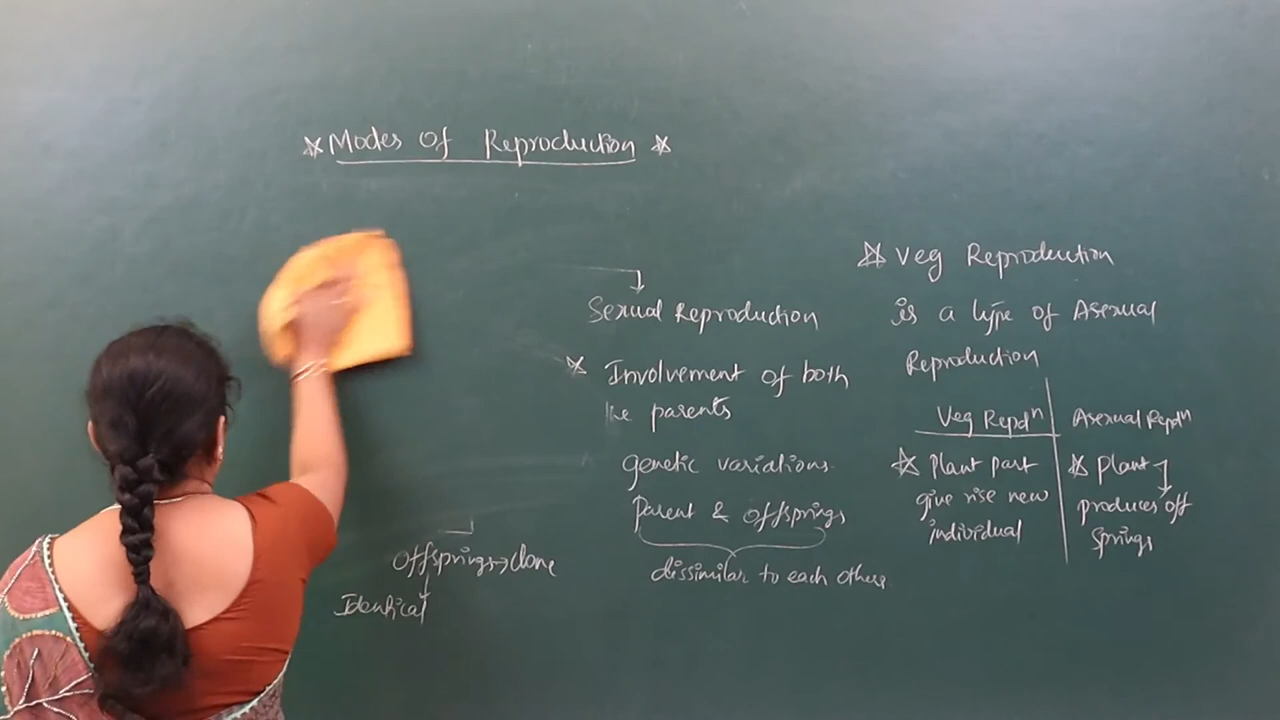 ☆ Modes Of Reproduction ☆
Sexual Reproduction
☆ Involvement of both
the parents
genetic variations.
Parent & offsprings
dissimilar to each others
Offsprings→clone
Identical
☆ Veg Reproduction
is a type of Asexual
Reproduction
Veg Repdⁿ
☆ Plant part
give rise new
individual
Asexual Repdⁿ
☆ Plant
produces off
springs